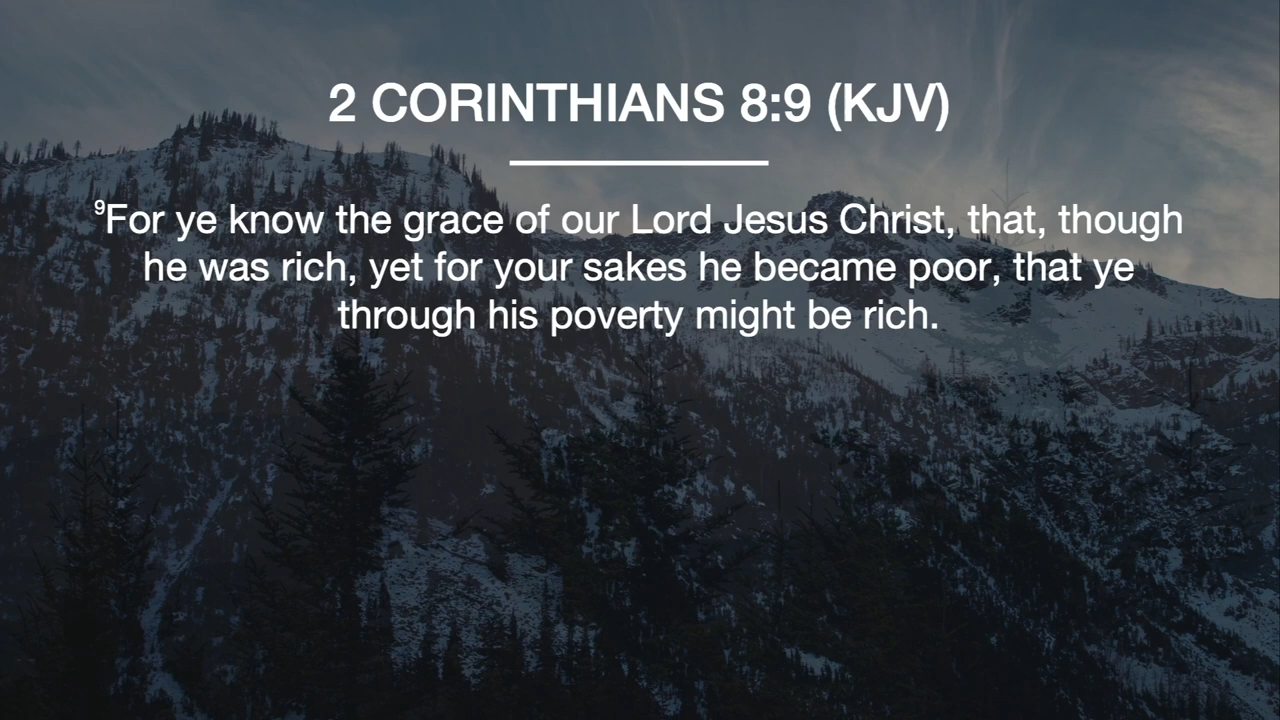 2 CORINTHIANS 8:9 (KJV)
⁹For ye know the grace of our Lord Jesus Christ, that, though
he was rich, yet for your sakes he became poor, that ye
through his poverty might be rich.